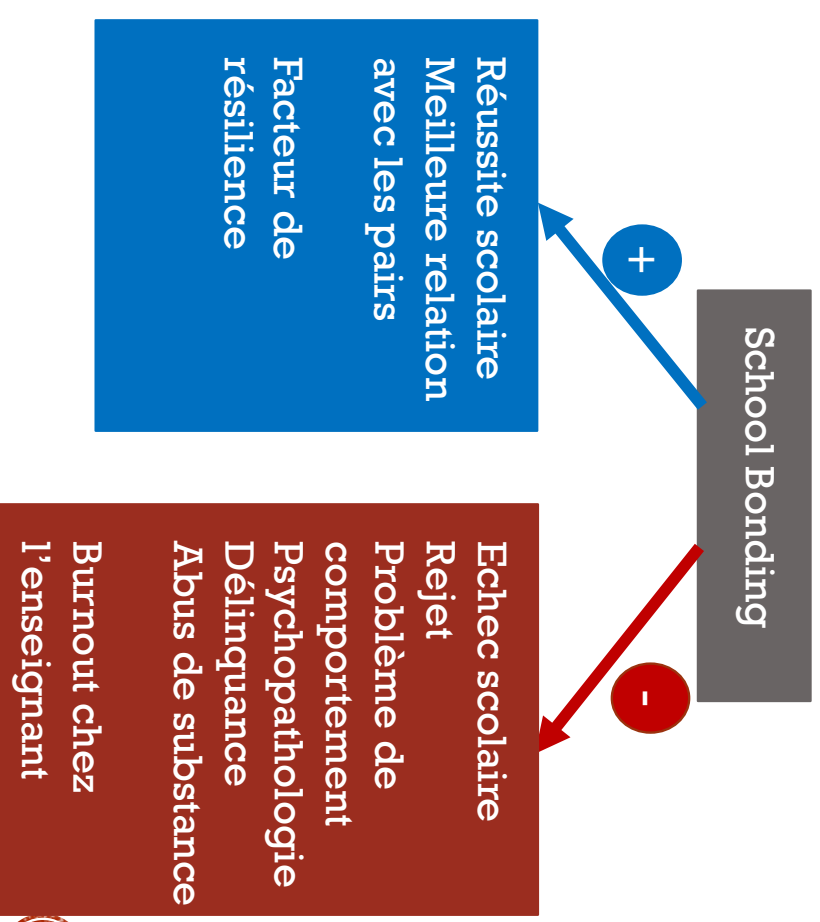 School Bonding
+
-
Réussite scolaire
Meilleure relation
avec les pairs
Facteur de
résilience
Echec scolaire
Rejet
Problème de
comportement
Psychopathologie
Délinquance
Abus de substance
Burnout chez
l'enseignant